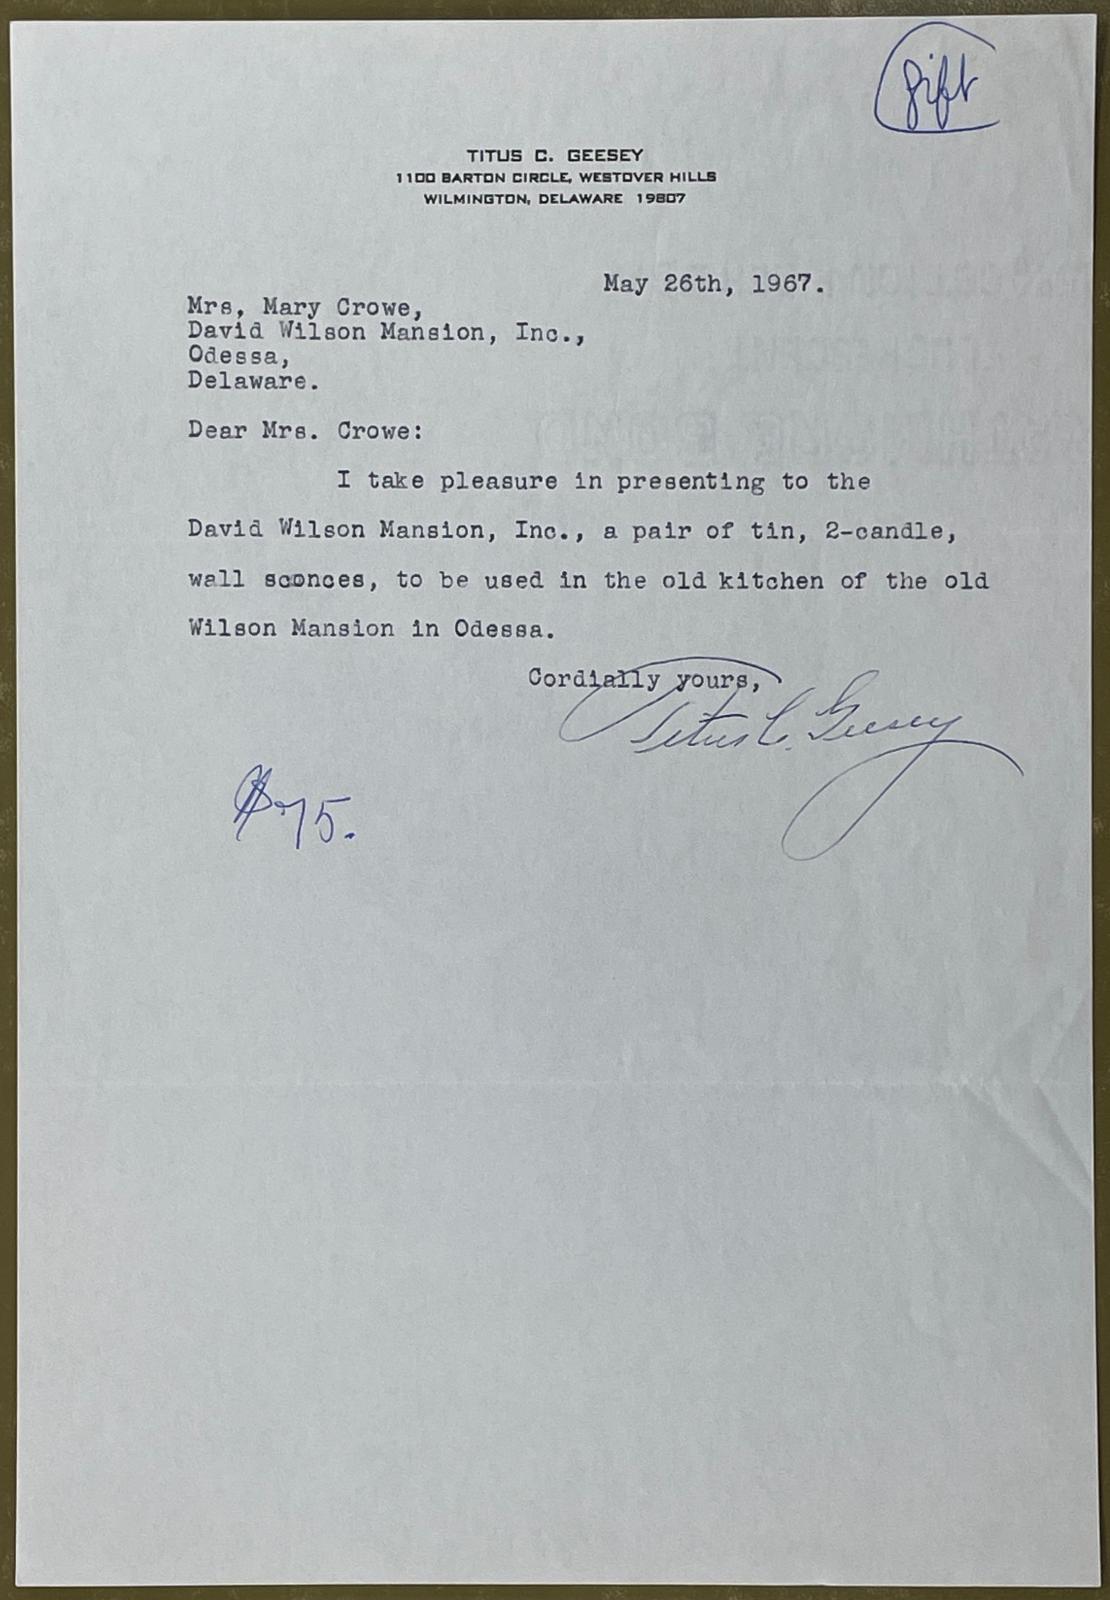 gift
TITUS C. GEESEY
1100 BARTON CIRCLE, WESTOVER HILLS
WILMINGTON, DELAWARE 19807
May 26th, 1967.
Mrs, Mary Crowe,
David Wilson Mansion, Inc.,
Odessa,
Delaware.
Dear Mrs. Crowe:
I take pleasure in presenting to the
David Wilson Mansion, Inc., a pair of tin, 2-candle,
wall sconces, to be used in the old kitchen of the old
Wilson Mansion in Odessa.
Cordially yours,
Titus C. Geesey
$75.